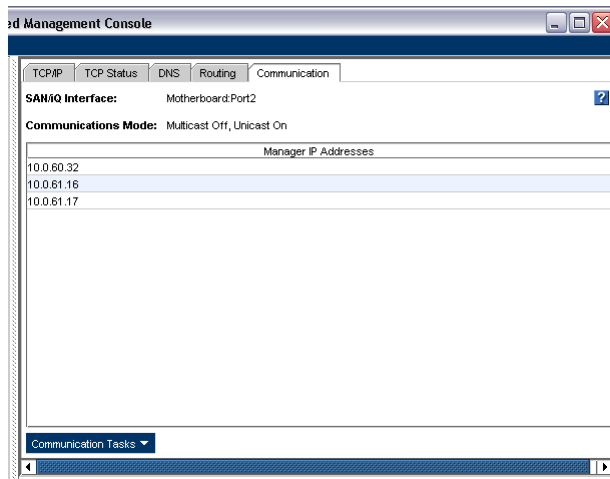 ed Management Console
TCP/IP TCP Status DNS Routing Communication
SAN/iQ Interface: Motherboard:Port2
?
Communications Mode: Multicast Off, Unicast On
Manager IP Addresses
10.0.60.32
10.0.61.16
10.0.61.17
Communication Tasks